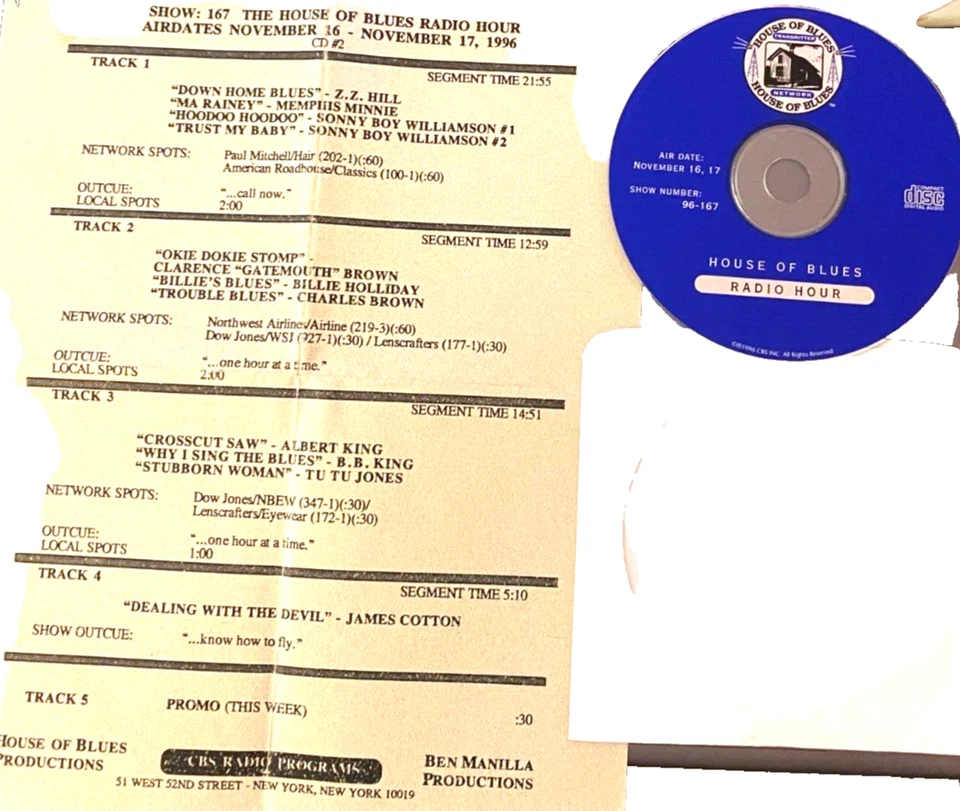 SHOW: 167 THE HOUSE OF BLUES RADIO HOUR
AIRDATES NOVEMBER 16 - NOVEMBER 17, 1996
CD #2
TRACK 1
SEGMENT TIME 21:55
"DOWN HOME BLUES" - Z.Z. HILL
"MA RAINEY" - MEMPHIS MINNIE
"HOODOO HOODOO" - SONNY BOY WILLIAMSON #1
"TRUST MY BABY" - SONNY BOY WILLIAMSON #2
NETWORK SPOTS: Paul Mitchell/Hair (202-1)(:60)
American Roadhouse/Classics (100-1)(:60)
OUTCUE: "...call now."
LOCAL SPOTS 2:00
TRACK 2
SEGMENT TIME 12:59
"OKIE DOKIE STOMP" -
CLARENCE "GATEMOUTH" BROWN
"BILLIE'S BLUES" - BILLIE HOLLIDAY
"TROUBLE BLUES" - CHARLES BROWN
NETWORK SPOTS: Northwest Airlines/Airline (219-3)(:60)
Dow Jones/WSJ (927-1)(:30) / Lenscrafters (177-1)(:30)
OUTCUE: "...one hour at a time."
LOCAL SPOTS 2:00
TRACK 3
SEGMENT TIME 14:51
"CROSSCUT SAW" - ALBERT KING
"WHY I SING THE BLUES" - B.B. KING
"STUBBORN WOMAN" - TU TU JONES
NETWORK SPOTS: Dow Jones/NBEW (347-1)(:30)/
Lenscrafters/Eyewear (172-1)(:30)
OUTCUE: "...one hour at a time."
LOCAL SPOTS 1:00
TRACK 4
SEGMENT TIME 5:10
"DEALING WITH THE DEVIL" - JAMES COTTON
SHOW OUTCUE: "...know how to fly."
TRACK 5 PROMO (THIS WEEK) :30
HOUSE OF BLUES
PRODUCTIONS
CBS RADIO PROGRAMS
51 WEST 52ND STREET - NEW YORK, NEW YORK 10019
BEN MANILLA
PRODUCTIONS
HOUSE OF BLUES
TRANSMITTED
NETWORK
HOUSE OF BLUES
TM
AIR DATE:
NOVEMBER 16, 17
SHOW NUMBER:
96-167
COMPACT
disc
DIGITAL AUDIO
HOUSE OF BLUES
RADIO HOUR
©℗1996 CBS INC. All Rights Reserved